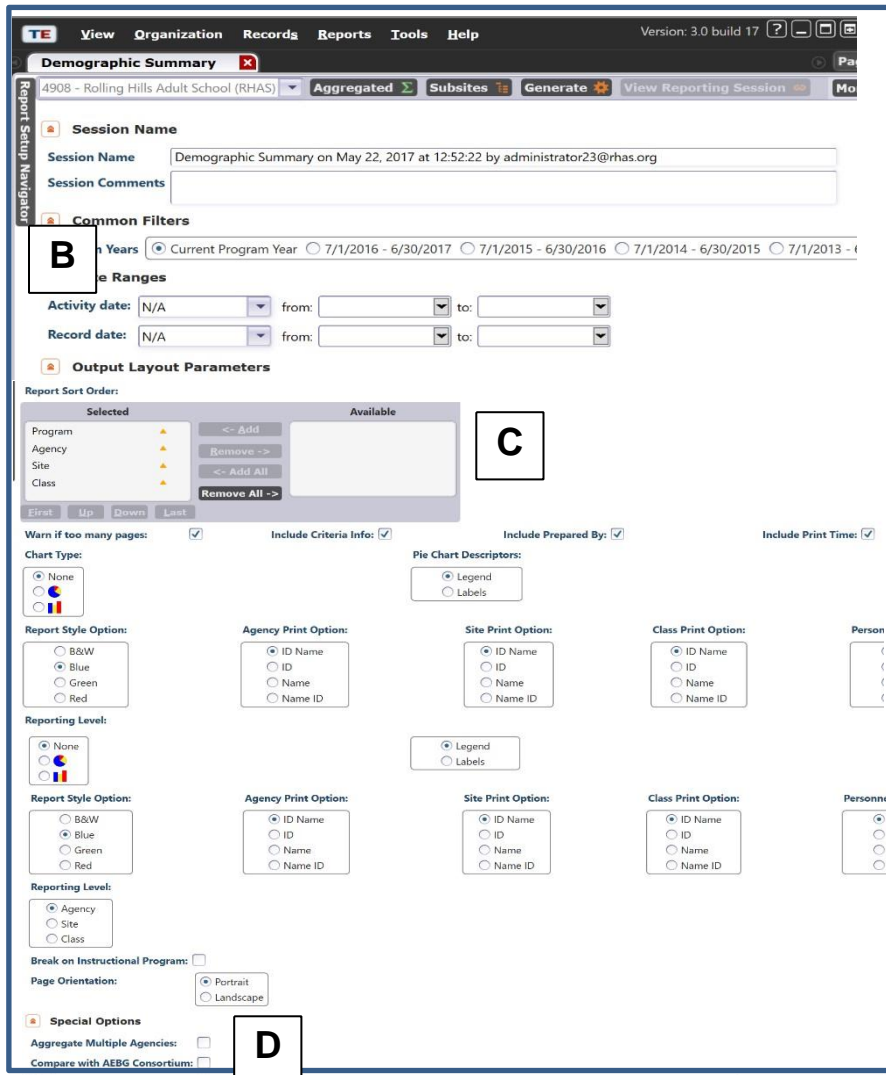 TE View Organization Records Reports Tools Help Version: 3.0 build 17 ?
Demographic Summary X Pa
4908 - Rolling Hills Adult School (RHAS) Aggregated Σ Subsites Generate View Reporting Session Mo
Report Setup Navigator
Session Name
Session Name Demographic Summary on May 22, 2017 at 12:52:22 by administrator23@rhas.org
Session Comments
Common Filters
B
Years Current Program Year 7/1/2016 - 6/30/2017 7/1/2015 - 6/30/2016 7/1/2014 - 6/30/2015 7/1/2013 -
Ranges
Activity date: N/A from: to:
Record date: N/A from: to:
Output Layout Parameters
Report Sort Order:
Selected Available
Program <- Add
Agency Remove ->
Site <- Add All
Class Remove All ->
First Up Down Last
C
Warn if too many pages: Include Criteria Info: Include Prepared By: Include Print Time:
Chart Type: Pie Chart Descriptors:
None Legend
Labels
Report Style Option: Agency Print Option: Site Print Option: Class Print Option: Person
B&W ID Name ID Name ID Name
Blue ID ID ID
Green Name Name Name
Red Name ID Name ID Name ID
Reporting Level:
None Legend
Labels
Report Style Option: Agency Print Option: Site Print Option: Class Print Option: Personne
B&W ID Name ID Name ID Name
Blue ID ID ID
Green Name Name Name
Red Name ID Name ID Name ID
Reporting Level:
Agency
Site
Class
Break on Instructional Program:
Page Orientation: Portrait
Landscape
Special Options
D
Aggregate Multiple Agencies:
Compare with AEBG Consortium: